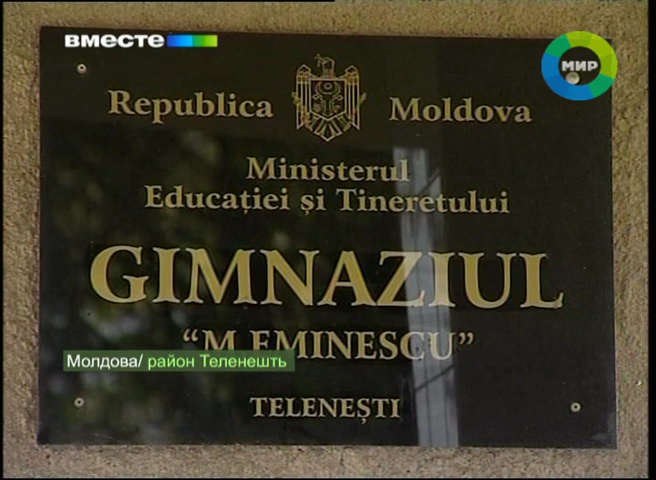 ВМЕСТЕ
МИР
Republica Moldova
Ministerul
Educației și Tineretului
GIMNAZIUL
“M.EMINESCU”
Молдова/ район Теленешть
TELENEȘTI